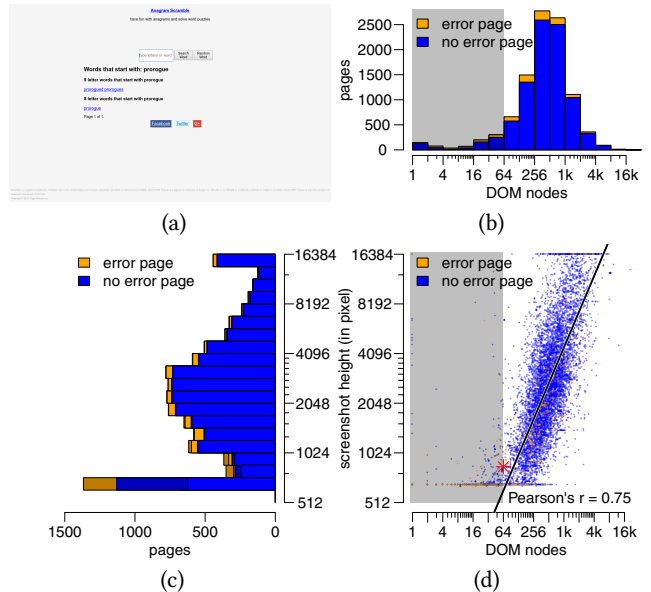 Anagram Scramble
have fun with anagrams and solve word puzzles
Search Word
Random Word
Words that start with: prorogue
9 letter words that start with prorogue
prorogued prorogues
8 letter words that start with prorogue
prorogue
Page 1 of 1
Facebook Twitter G+
(a)
error page
no error page
pages
2500
2000
1500
1000
500
0
1 4 16 64 256 1k 4k 16k
DOM nodes
(b)
error page
no error page
16384
8192
4096
2048
1024
512
screenshot height (in pixel)
1500 1000 500 0
pages
(c)
error page
no error page
16384
8192
4096
2048
1024
512
Pearson's r = 0.75
1 4 16 64 256 1k 4k 16k
DOM nodes
(d)